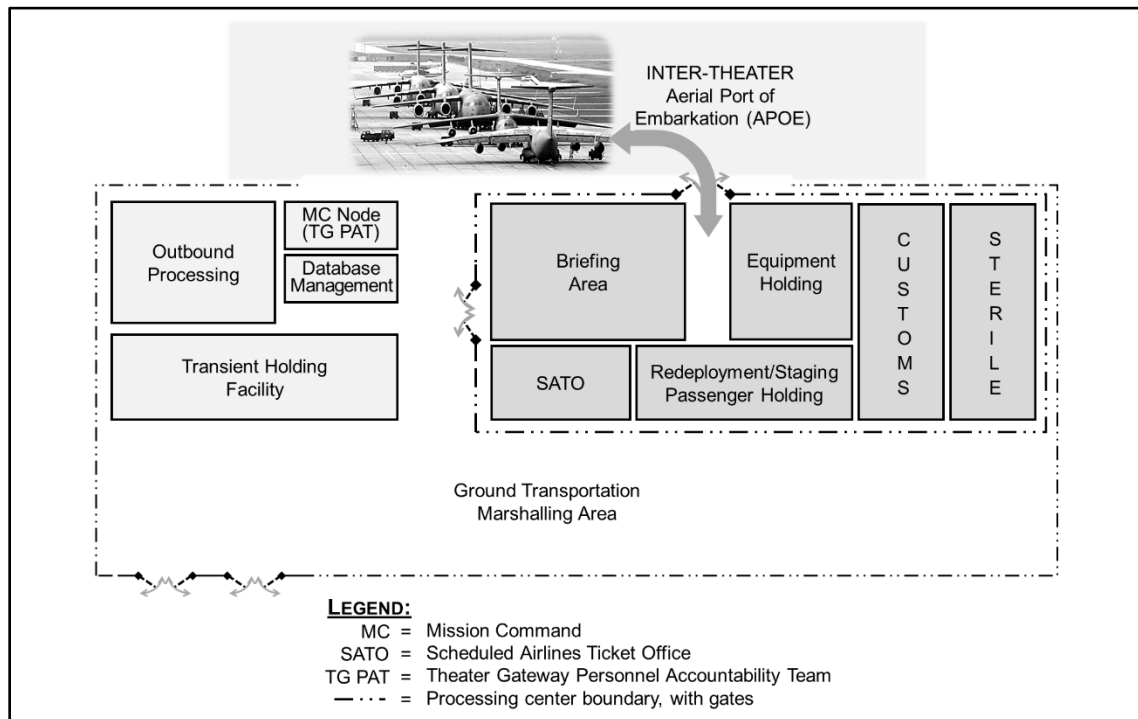 INTER-THEATER
Aerial Port of
Embarkation (APOE)
Outbound
Processing
MC Node
(TG PAT)
Database
Management
Transient Holding
Facility
Briefing
Area
Equipment
Holding
SATO
Redeployment/Staging
Passenger Holding
C
U
S
T
O
M
S
S
T
E
R
I
L
E
Ground Transportation
Marshalling Area
LEGEND:
MC = Mission Command
SATO = Scheduled Airlines Ticket Office
TG PAT = Theater Gateway Personnel Accountability Team
= Processing center boundary, with gates